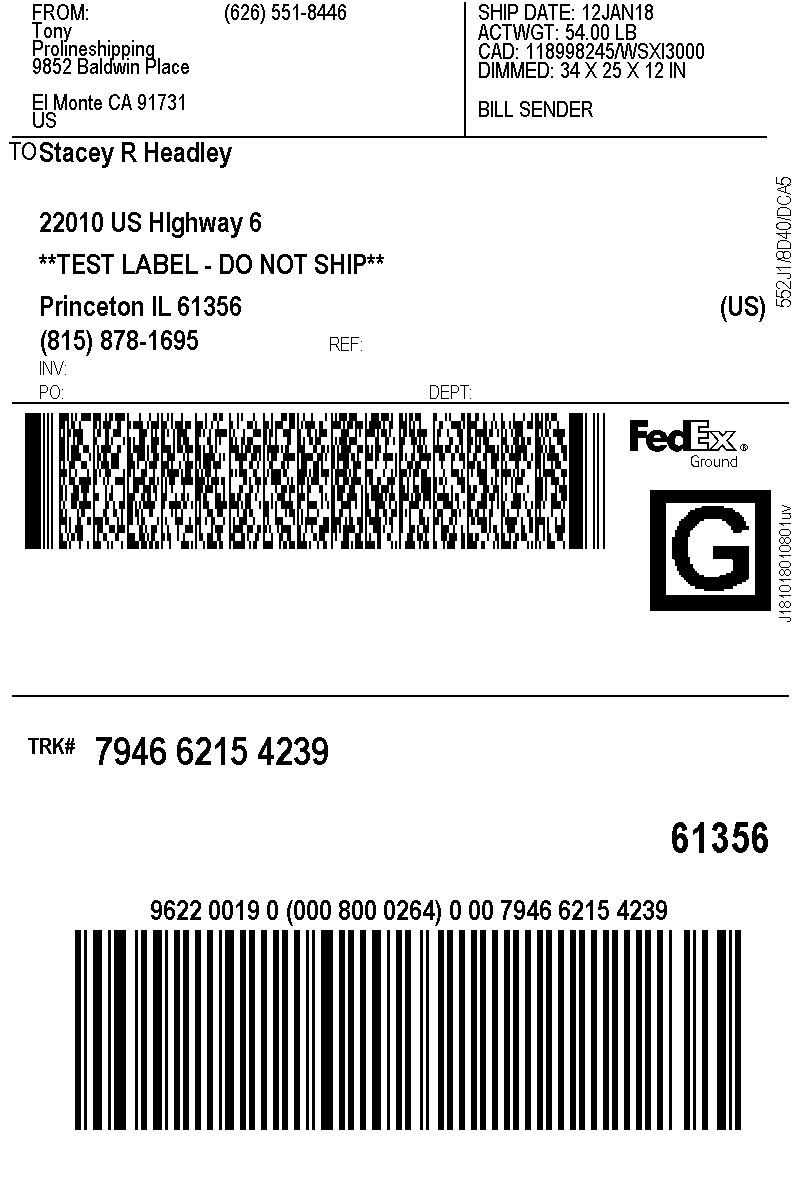 FROM: (626) 551-8446
Tony
Prolineshipping
9852 Baldwin Place
El Monte CA 91731
US
SHIP DATE: 12JAN18
ACTWGT: 54.00 LB
CAD: 118998245/WSXI3000
DIMMED: 34 X 25 X 12 IN
BILL SENDER
TO Stacey R Headley
22010 US HIghway 6
**TEST LABEL - DO NOT SHIP**
Princeton IL 61356 (US)
(815) 878-1695 REF:
INV:
PO: DEPT:
552J1/8D40/DCA5
FedEx ®
Ground
G
J181018010801uv
TRK# 7946 6215 4239
61356
9622 0019 0 (000 800 0264) 0 00 7946 6215 4239